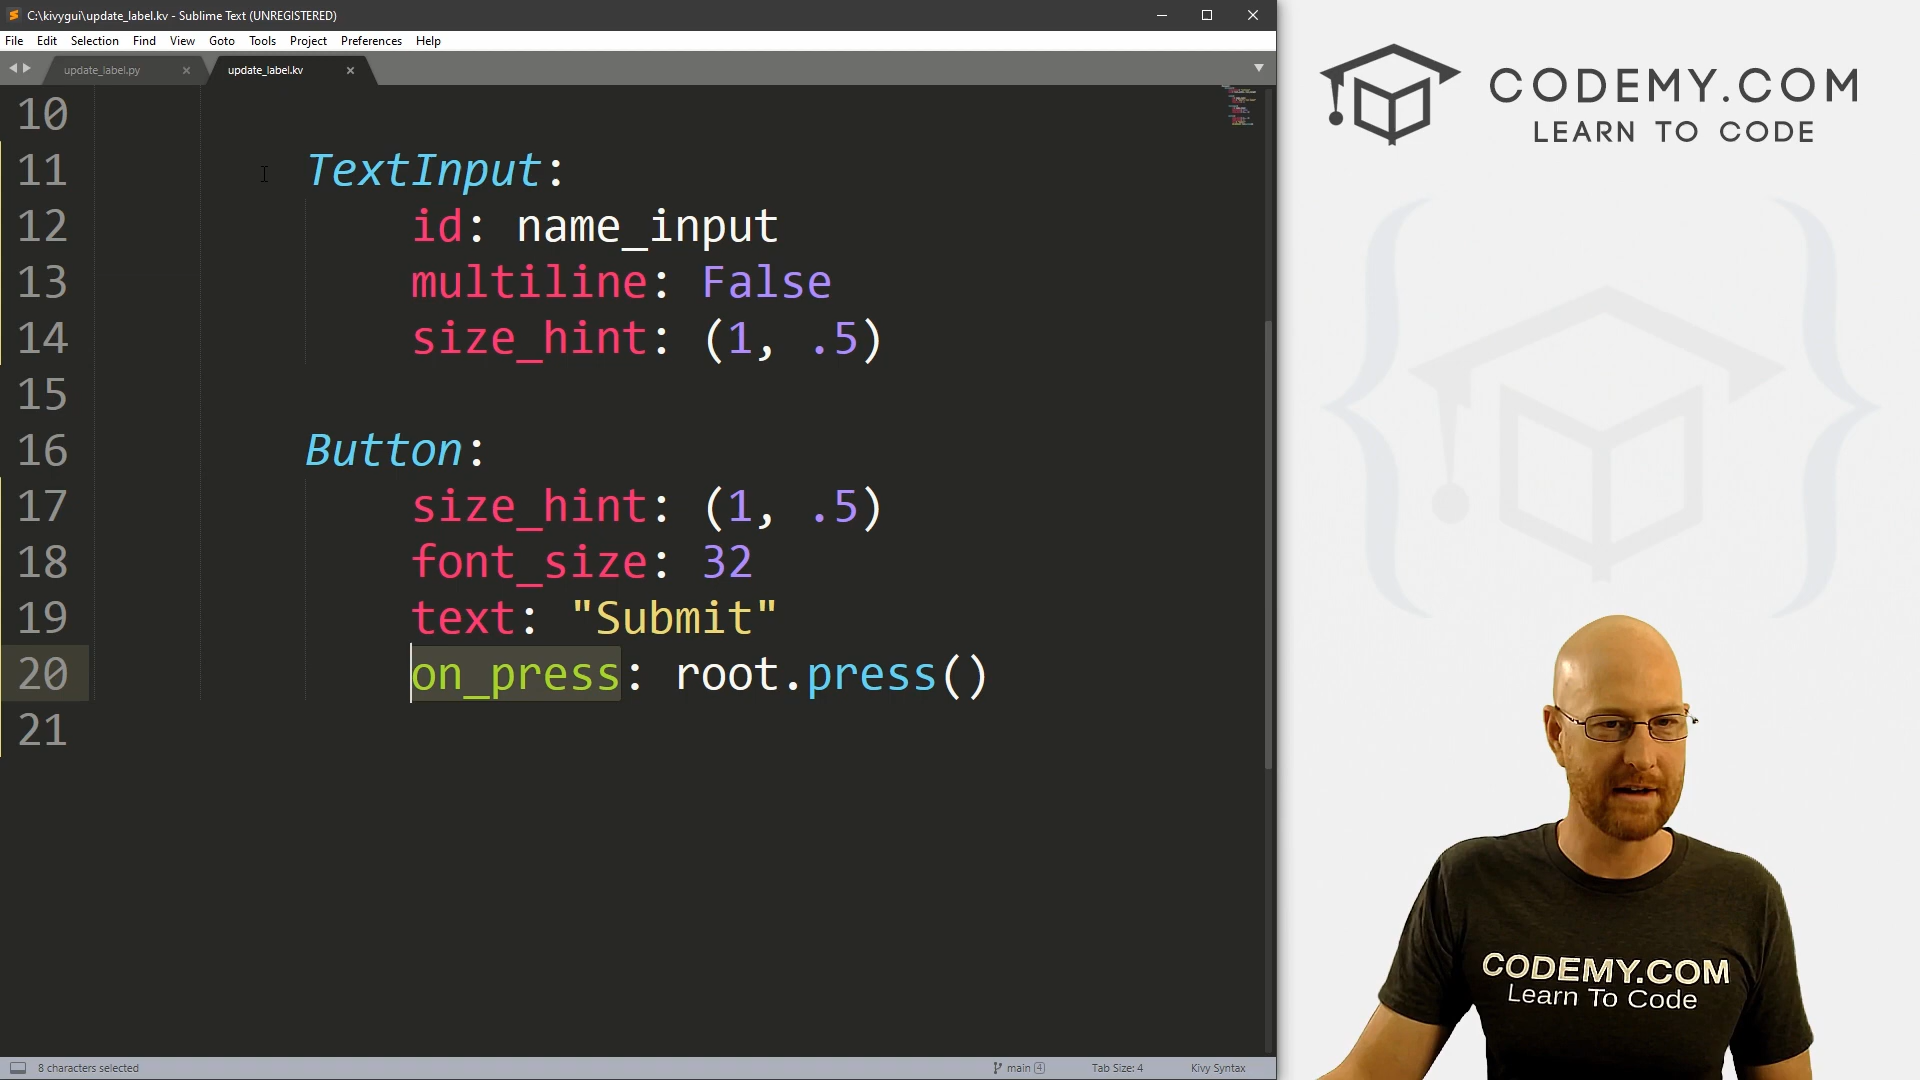 C:\kivygui\update_label.kv - Sublime Text (UNREGISTERED)
File Edit Selection Find View Goto Tools Project Preferences Help
update_label.py update_label.kv
10
11 TextInput:
12 id: name_input
13 multiline: False
14 size_hint: (1, .5)
15
16 Button:
17 size_hint: (1, .5)
18 font_size: 32
19 text: "Submit"
20 on_press: root.press()
21
8 characters selected main 4 Tab Size: 4 Kivy Syntax
CODEMY.COM
LEARN TO CODE
CODEMY.COM
Learn To Code